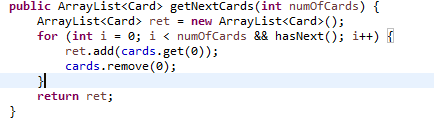 public ArrayList<Card> getNextCards(int numOfCards) {
ArrayList<Card> ret = new ArrayList<Card>();
for (int i = 0; i < numOfCards && hasNext(); i++) {
ret.add(cards.get(0));
cards.remove(0);
}
return ret;
}